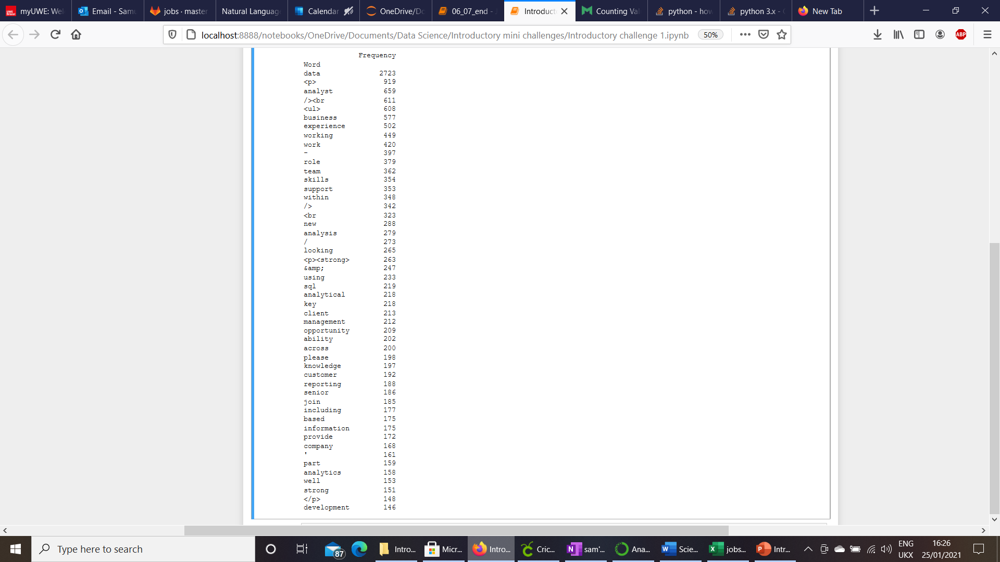 myUWE: Wel
Email - Samu
jobs · master
Natural Language
Calendar
OneDrive/Do
06_07_end - J
Introducto
Counting Val
python - how
python 3.x - C
New Tab
localhost:8888/notebooks/OneDrive/Documents/Data Science/Introductory mini challenges/Introductory challenge 1.ipynb
50%
ABP
Frequency
Word
data 2723
<p> 919
analyst 659
/><br 611
<ul> 608
business 577
experience 502
working 449
work 420
- 397
role 379
team 362
skills 354
support 353
within 348
/> 342
<br 323
new 288
analysis 279
/ 273
looking 265
<p><strong> 263
&amp; 247
using 233
sql 219
analytical 218
key 218
client 213
management 212
opportunity 209
ability 202
across 200
please 198
knowledge 197
customer 192
reporting 188
senior 186
join 185
including 177
based 175
information 175
provide 172
company 168
' 161
part 159
analytics 158
well 153
strong 151
</p> 148
development 146
Type here to search
87
Intro...
Micr...
Intro...
Cric...
sam'...
Ana...
Scie...
jobs...
Intr...
ENG
UKX
16:26
25/01/2021